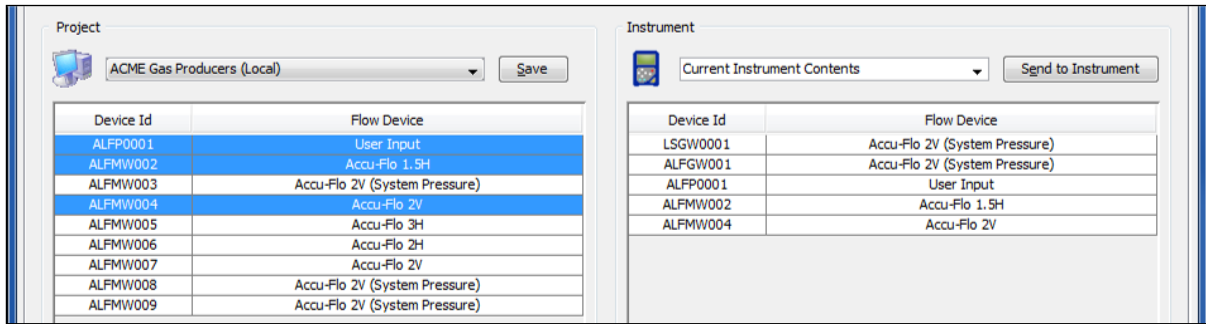 Project
ACME Gas Producers (Local)
Save
Device Id Flow Device
ALFP0001 User Input
ALFMW002 Accu-Flo 1.5H
ALFMW003 Accu-Flo 2V (System Pressure)
ALFMW004 Accu-Flo 2V
ALFMW005 Accu-Flo 3H
ALFMW006 Accu-Flo 2H
ALFMW007 Accu-Flo 2V
ALFMW008 Accu-Flo 2V (System Pressure)
ALFMW009 Accu-Flo 2V (System Pressure)
Instrument
Current Instrument Contents
Send to Instrument
Device Id Flow Device
LSGW0001 Accu-Flo 2V (System Pressure)
ALFGW001 Accu-Flo 2V (System Pressure)
ALFP0001 User Input
ALFMW002 Accu-Flo 1.5H
ALFMW004 Accu-Flo 2V